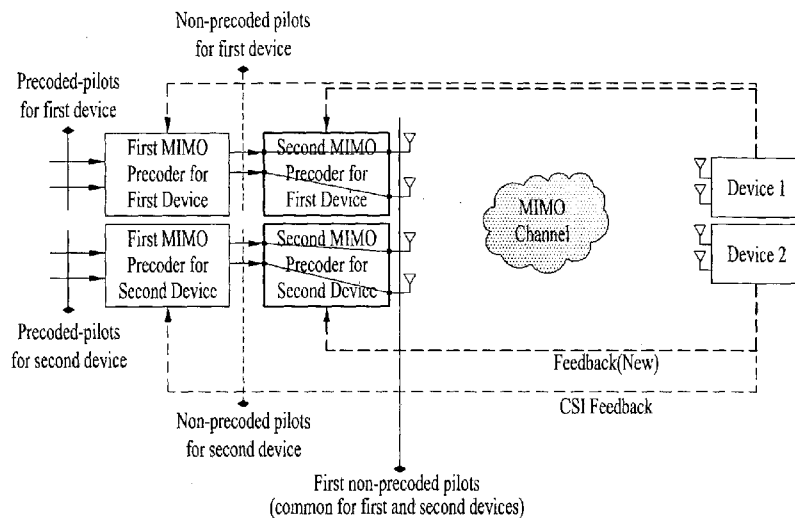 Non-precoded pilots
for first device
Precoded-pilots
for first device
First MIMO
Precoder for
First Device
Second MIMO
Precoder for
First Device
MIMO
Channel
Device 1
Device 2
First MIMO
Precoder for
Second Device
Second MIMO
Precoder for
Second Device
Precoded-pilots
for second device
Feedback(New)
CSI Feedback
Non-precoded pilots
for second device
First non-precoded pilots
(common for first and second devices)